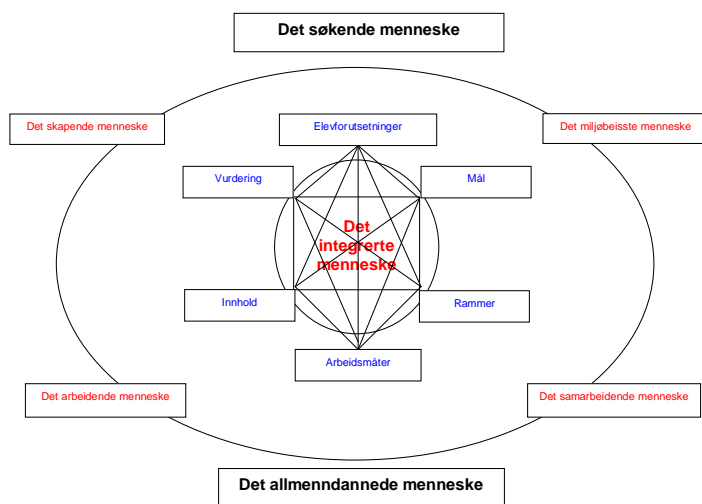 Det søkende menneske
Det skapende menneske
Det miljøbeisste menneske
Elevforutsetninger
Vurdering
Mål
Det
integrerte
menneske
Innhold
Rammer
Arbeidsmåter
Det arbeidende menneske
Det samarbeidende menneske
Det allmenndannede menneske